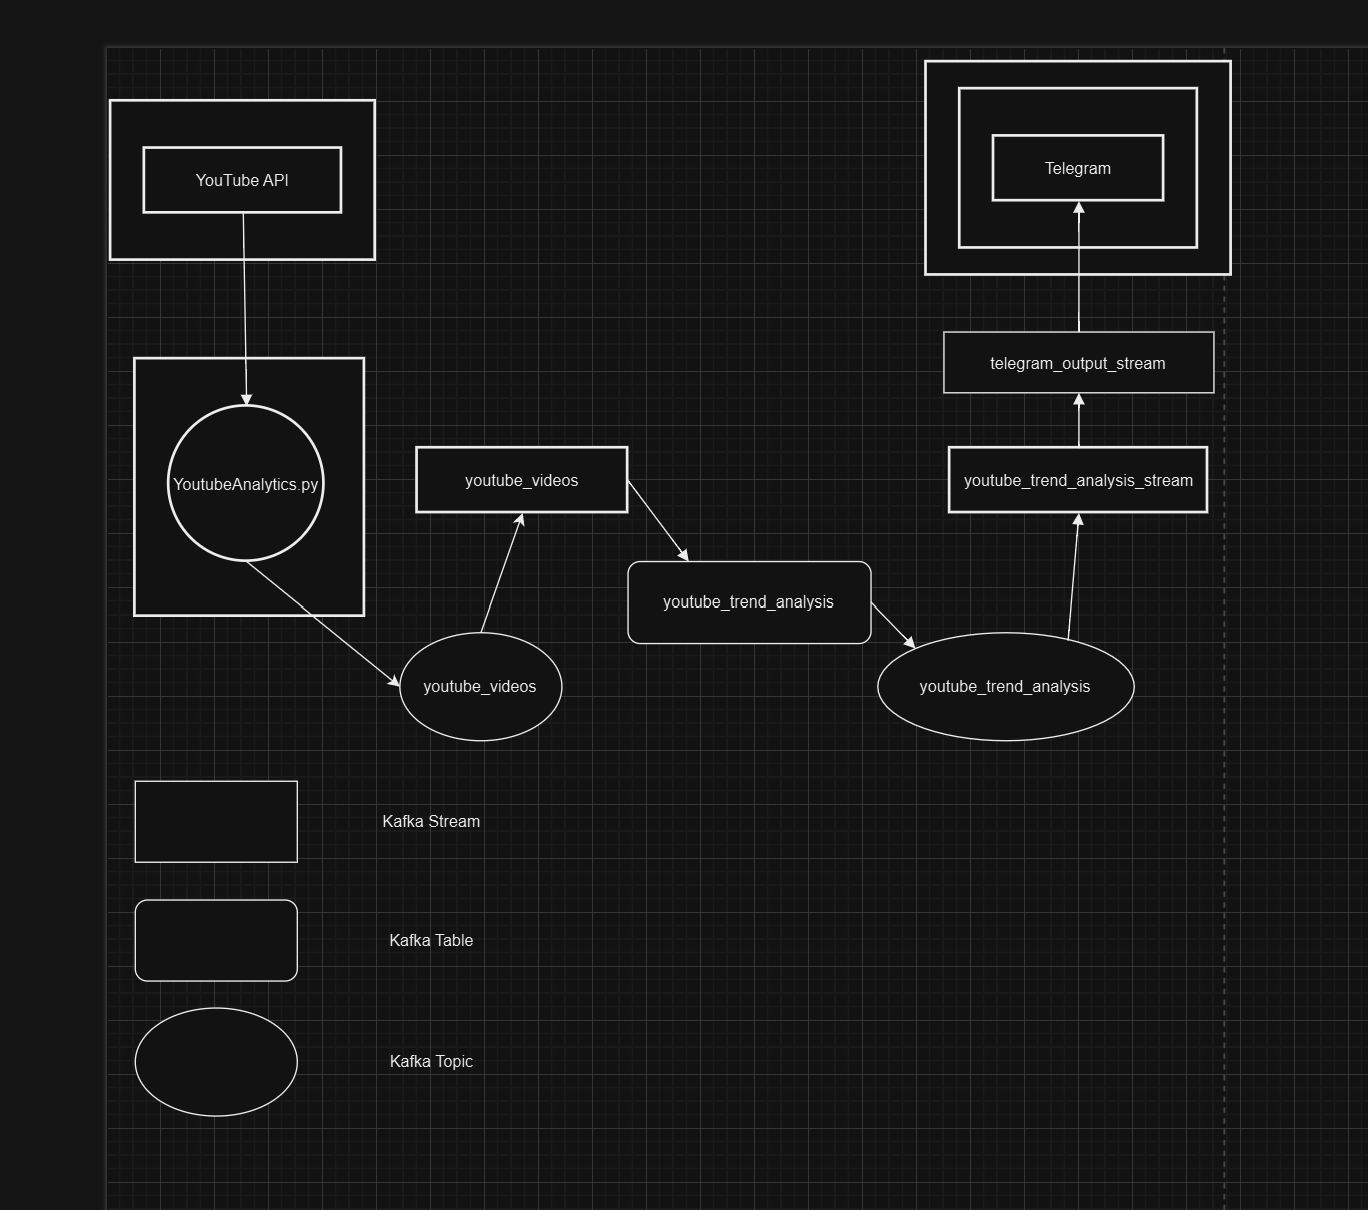 YouTube API
Telegram
telegram_output_stream
YoutubeAnalytics.py
youtube_videos
youtube_trend_analysis_stream
youtube_trend_analysis
youtube_videos
youtube_trend_analysis
Kafka Stream
Kafka Table
Kafka Topic